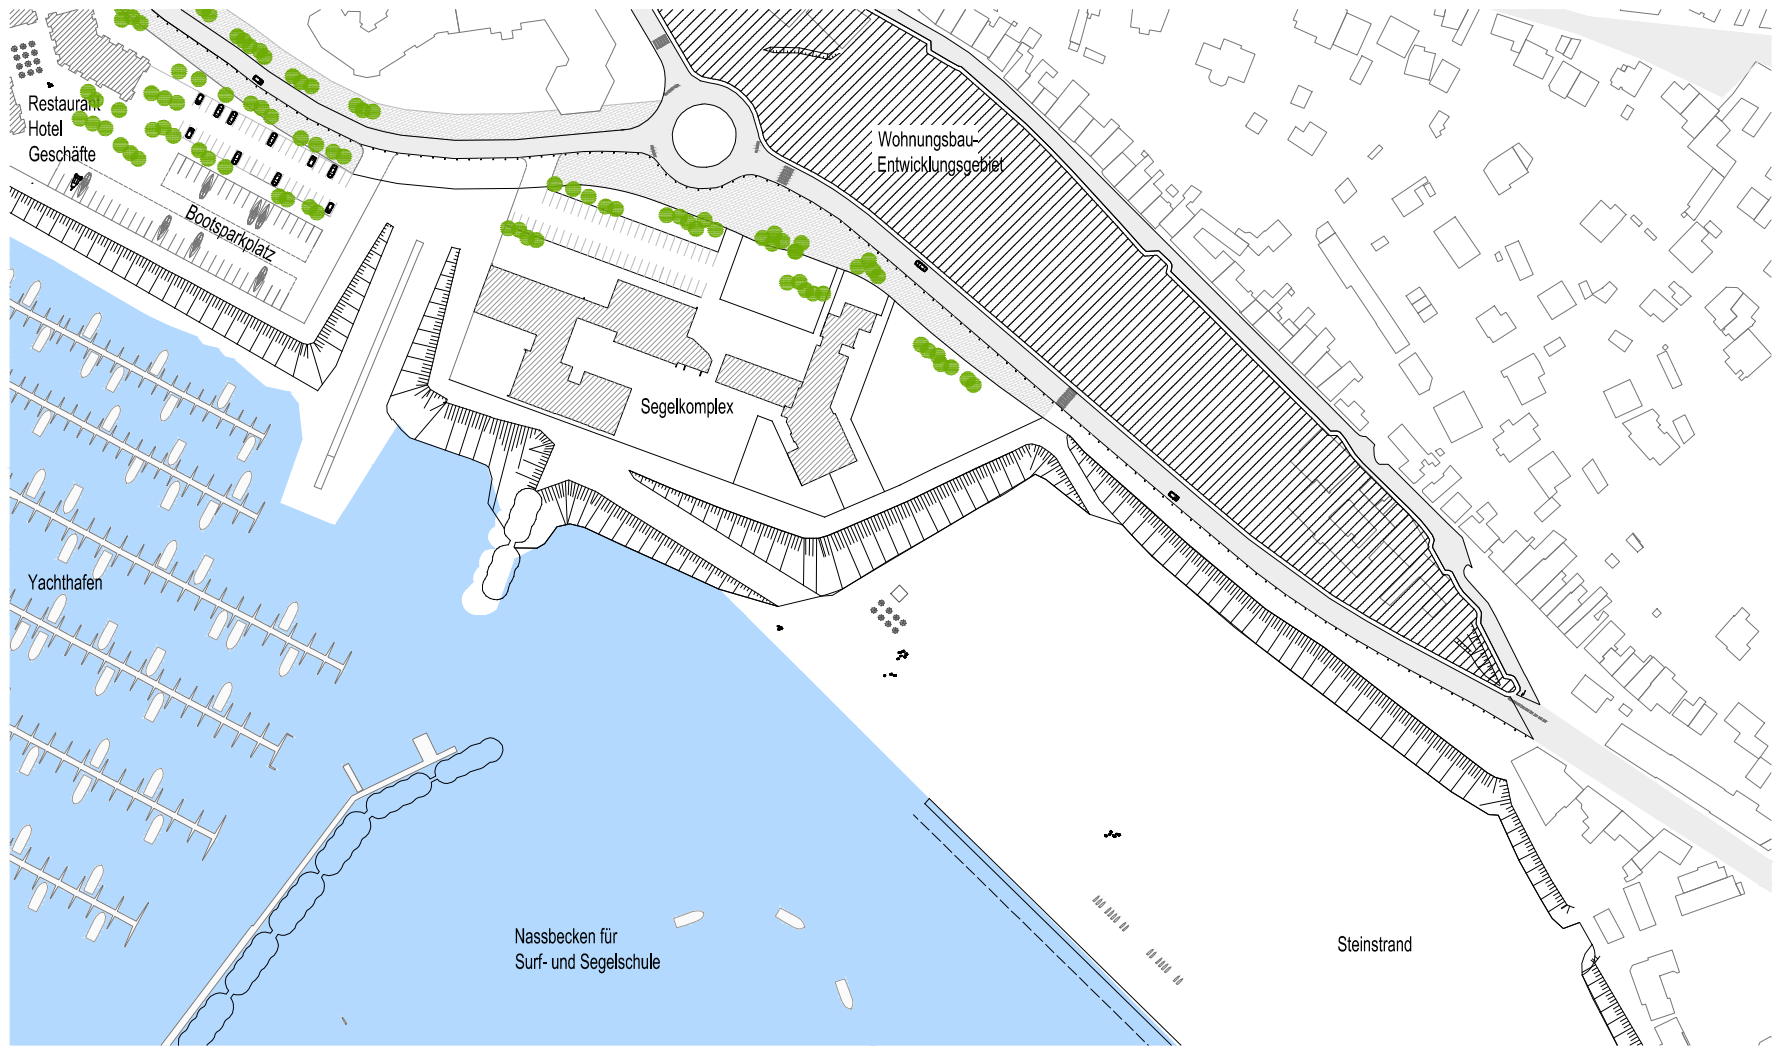 Restaurant
Hotel
Geschäfte
Bootsparkplatz
Wohnungsbau-
Entwicklungsgebiet
Segelkomplex
Yachthafen
Nassbecken für
Surf- und Segelschule
Steinstrand